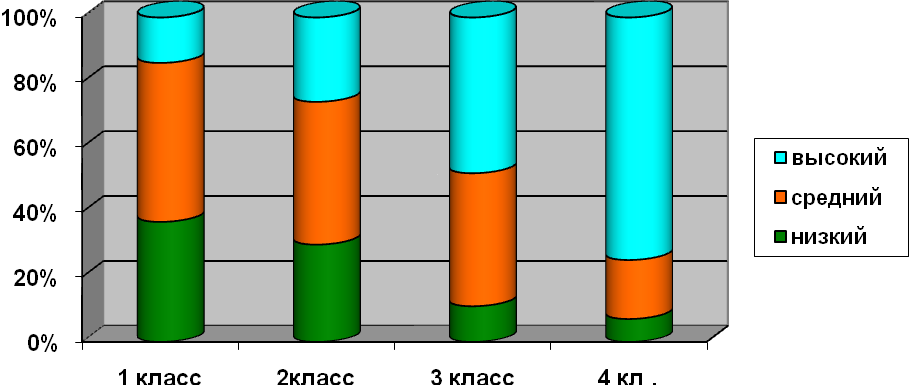 100%
80%
60%
40%
20%
0%
1 класс
2класс
3 класс
4 кл .
высокий
средний
низкий